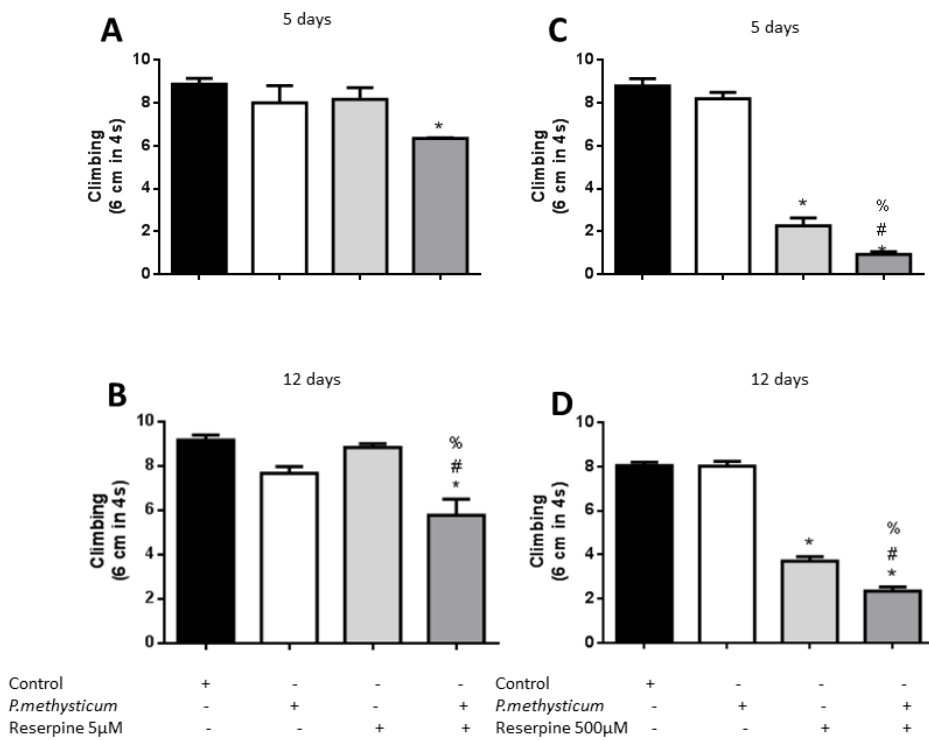 A
5 days
10
8
6
4
2
0
Climbing
(6 cm in 4s)
*
C
5 days
10
8
6
4
2
0
Climbing
(6 cm in 4s)
*
%
#
*
B
12 days
10
8
6
4
2
0
Climbing
(6 cm in 4s)
%
#
*
D
12 days
10
8
6
4
2
0
Climbing
(6 cm in 4s)
*
%
#
*
Control + - - -
P.methysticum - + - +
Reserpine 5µM - - + +
Control + - - -
P.methysticum - + - +
Reserpine 500µM - - + +